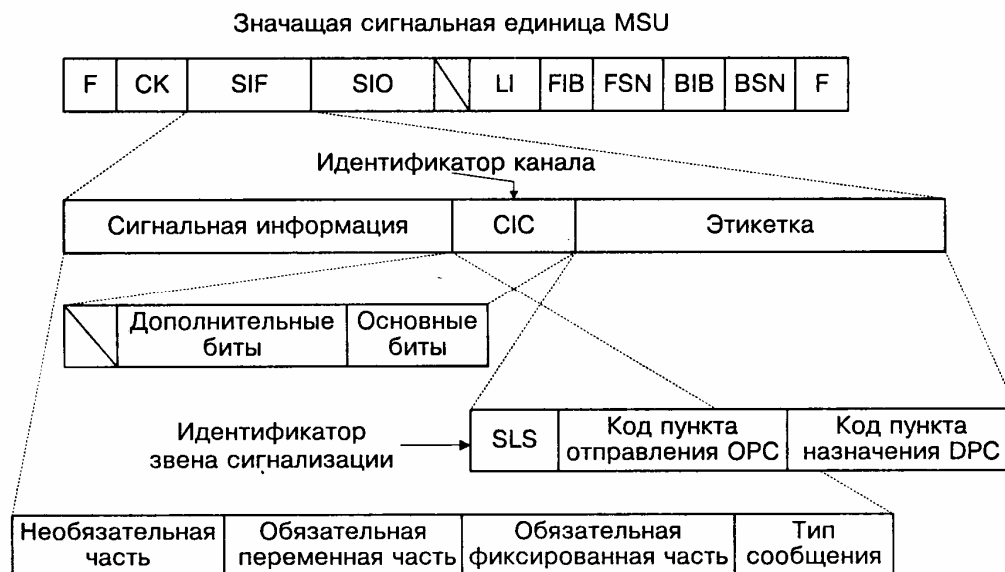 Значащая сигнальная единица MSU
F CK SIF SIO LI FIB FSN BIB BSN F
Идентификатор канала
Сигнальная информация CIC Этикетка
Дополнительные биты
Основные биты
Идентификатор
звена сигнализации
SLS
Код пункта
отправления OPC
Код пункта
назначения DPC
Необязательная
часть
Обязательная
переменная часть
Обязательная
фиксированная часть
Тип
сообщения